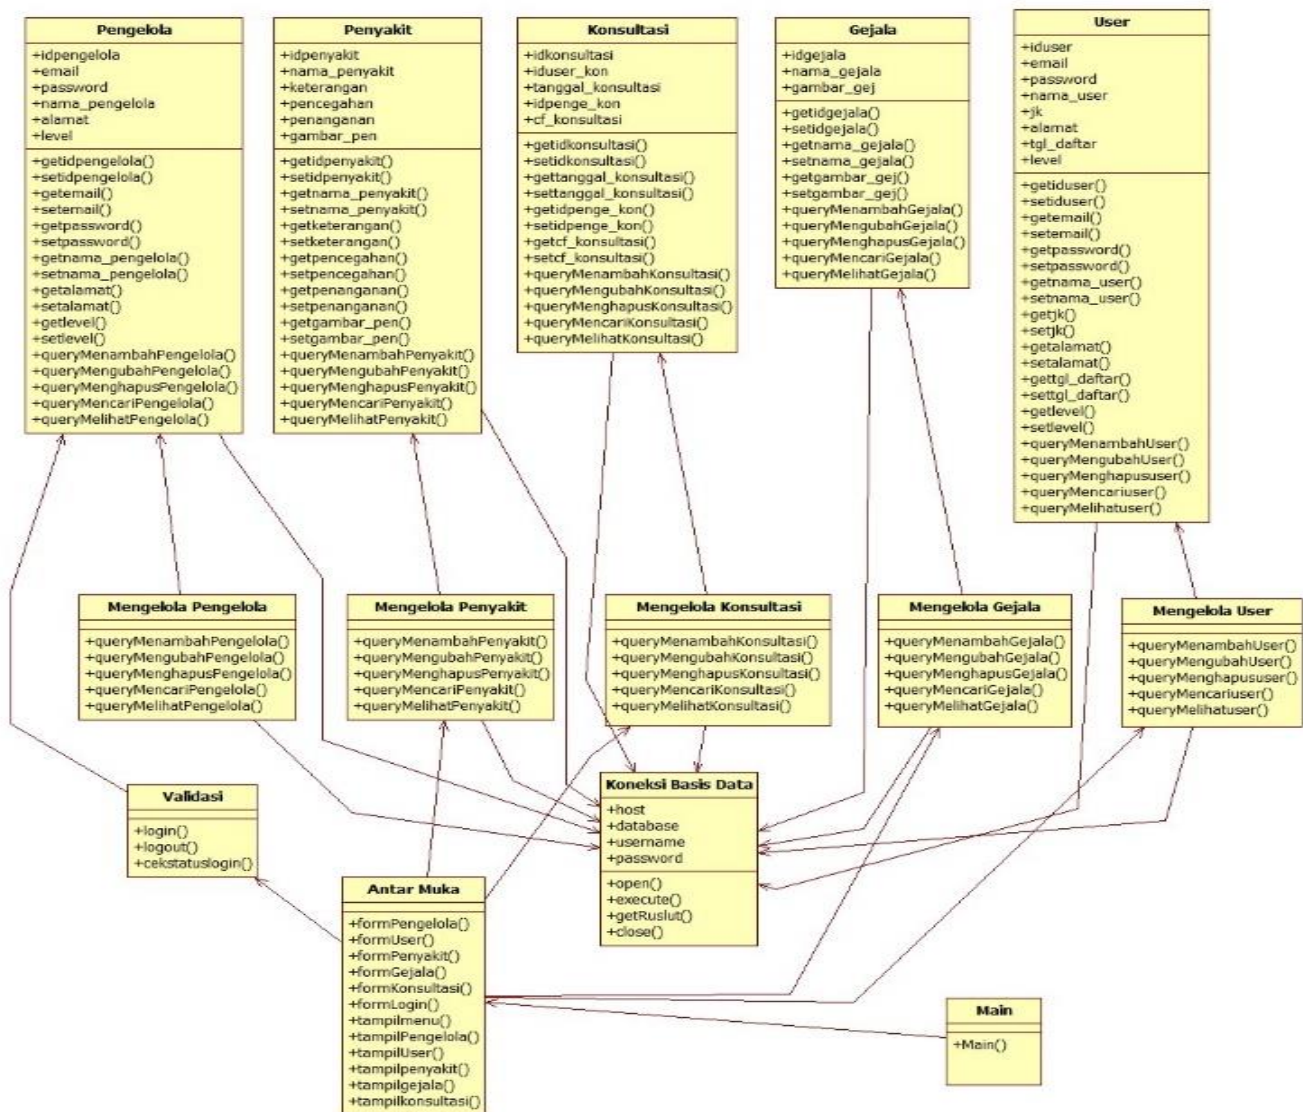 Pengelola
+idpengelola
+email
+password
+nama_pengelola
+alamat
+level
+getidpengelola()
+setidpengelola()
+getemail()
+setemail()
+getpassword()
+setpassword()
+getnama_pengelola()
+setnama_pengelola()
+getalamat()
+setalamat()
+getlevel()
+setlevel()
+queryMenambahPengelola()
+queryMengubahPengelola()
+queryMenghapusPengelola()
+queryMencariPengelola()
+queryMelihatPengelola()
Penyakit
+idpenyakit
+nama_penyakit
+keterangan
+pencegahan
+penanganan
+gambar_pen
+getidpenyakit()
+setidpenyakit()
+getnama_penyakit()
+setnama_penyakit()
+getketerangan()
+setketerangan()
+getpencegahan()
+setpencegahan()
+getpenanganan()
+setpenanganan()
+getgambar_pen()
+setgambar_pen()
+queryMenambahPenyakit()
+queryMengubahPenyakit()
+queryMenghapusPenyakit()
+queryMencariPenyakit()
+queryMelihatPenyakit()
Konsultasi
+idkonsultasi
+iduser_kon
+tanggal_konsultasi
+idpenge_kon
+cf_konsultasi
+getidkonsultasi()
+setidkonsultasi()
+gettanggal_konsultasi()
+settanggal_konsultasi()
+getidpenge_kon()
+setidpenge_kon()
+getcf_konsultasi()
+setcf_konsultasi()
+queryMenambahKonsultasi()
+queryMengubahKonsultasi()
+queryMenghapusKonsultasi()
+queryMencariKonsultasi()
+queryMelihatKonsultasi()
Gejala
+idgejala
+nama_gejala
+gambar_gej
+getidgejala()
+setidgejala()
+getnama_gejala()
+setnama_gejala()
+getgambar_gej()
+setgambar_gej()
+queryMenambahGejala()
+queryMengubahGejala()
+queryMenghapusGejala()
+queryMencariGejala()
+queryMelihatGejala()
User
+iduser
+email
+password
+nama_user
+jk
+alamat
+tgl_daftar
+level
+getiduser()
+setiduser()
+getemail()
+setemail()
+getpassword()
+setpassword()
+getnama_user()
+setnama_user()
+getjk()
+setjk()
+getalamat()
+setalamat()
+gettgl_daftar()
+settgl_daftar()
+getlevel()
+setlevel()
+queryMenambahUser()
+queryMengubahUser()
+queryMenghapususer()
+queryMencariuser()
+queryMelihatuser()
Mengelola Pengelola
+queryMenambahPengelola()
+queryMengubahPengelola()
+queryMenghapusPengelola()
+queryMencariPengelola()
+queryMelihatPengelola()
Mengelola Penyakit
+queryMenambahPenyakit()
+queryMengubahPenyakit()
+queryMenghapusPenyakit()
+queryMencariPenyakit()
+queryMelihatPenyakit()
Mengelola Konsultasi
+queryMenambahKonsultasi()
+queryMengubahKonsultasi()
+queryMenghapusKonsultasi()
+queryMencariKonsultasi()
+queryMelihatKonsultasi()
Mengelola Gejala
+queryMenambahGejala()
+queryMengubahGejala()
+queryMenghapusGejala()
+queryMencariGejala()
+queryMelihatGejala()
Mengelola User
+queryMenambahUser()
+queryMengubahUser()
+queryMenghapususer()
+queryMencariuser()
+queryMelihatuser()
Validasi
+login()
+logout()
+cekstatuslogin()
Koneksi Basis Data
+host
+database
+username
+password
+open()
+execute()
+getRuslut()
+close()
Antar Muka
+formPengelola()
+formUser()
+formPenyakit()
+formGejala()
+formKonsultasi()
+formLogin()
+tampilmenu()
+tampilPengelola()
+tampilUser()
+tampilpenyakit()
+tampilgejala()
+tampilkonsultasi()
Main
+Main()